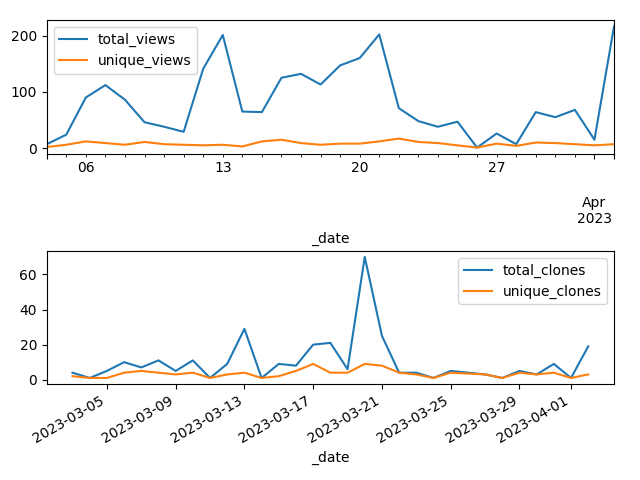 200
100
0
total_views
unique_views
06
13
20
27
Apr
2023
_date
60
40
20
0
total_clones
unique_clones
2023-03-05
2023-03-09
2023-03-13
2023-03-17
2023-03-21
2023-03-25
2023-03-29
2023-04-01
_date